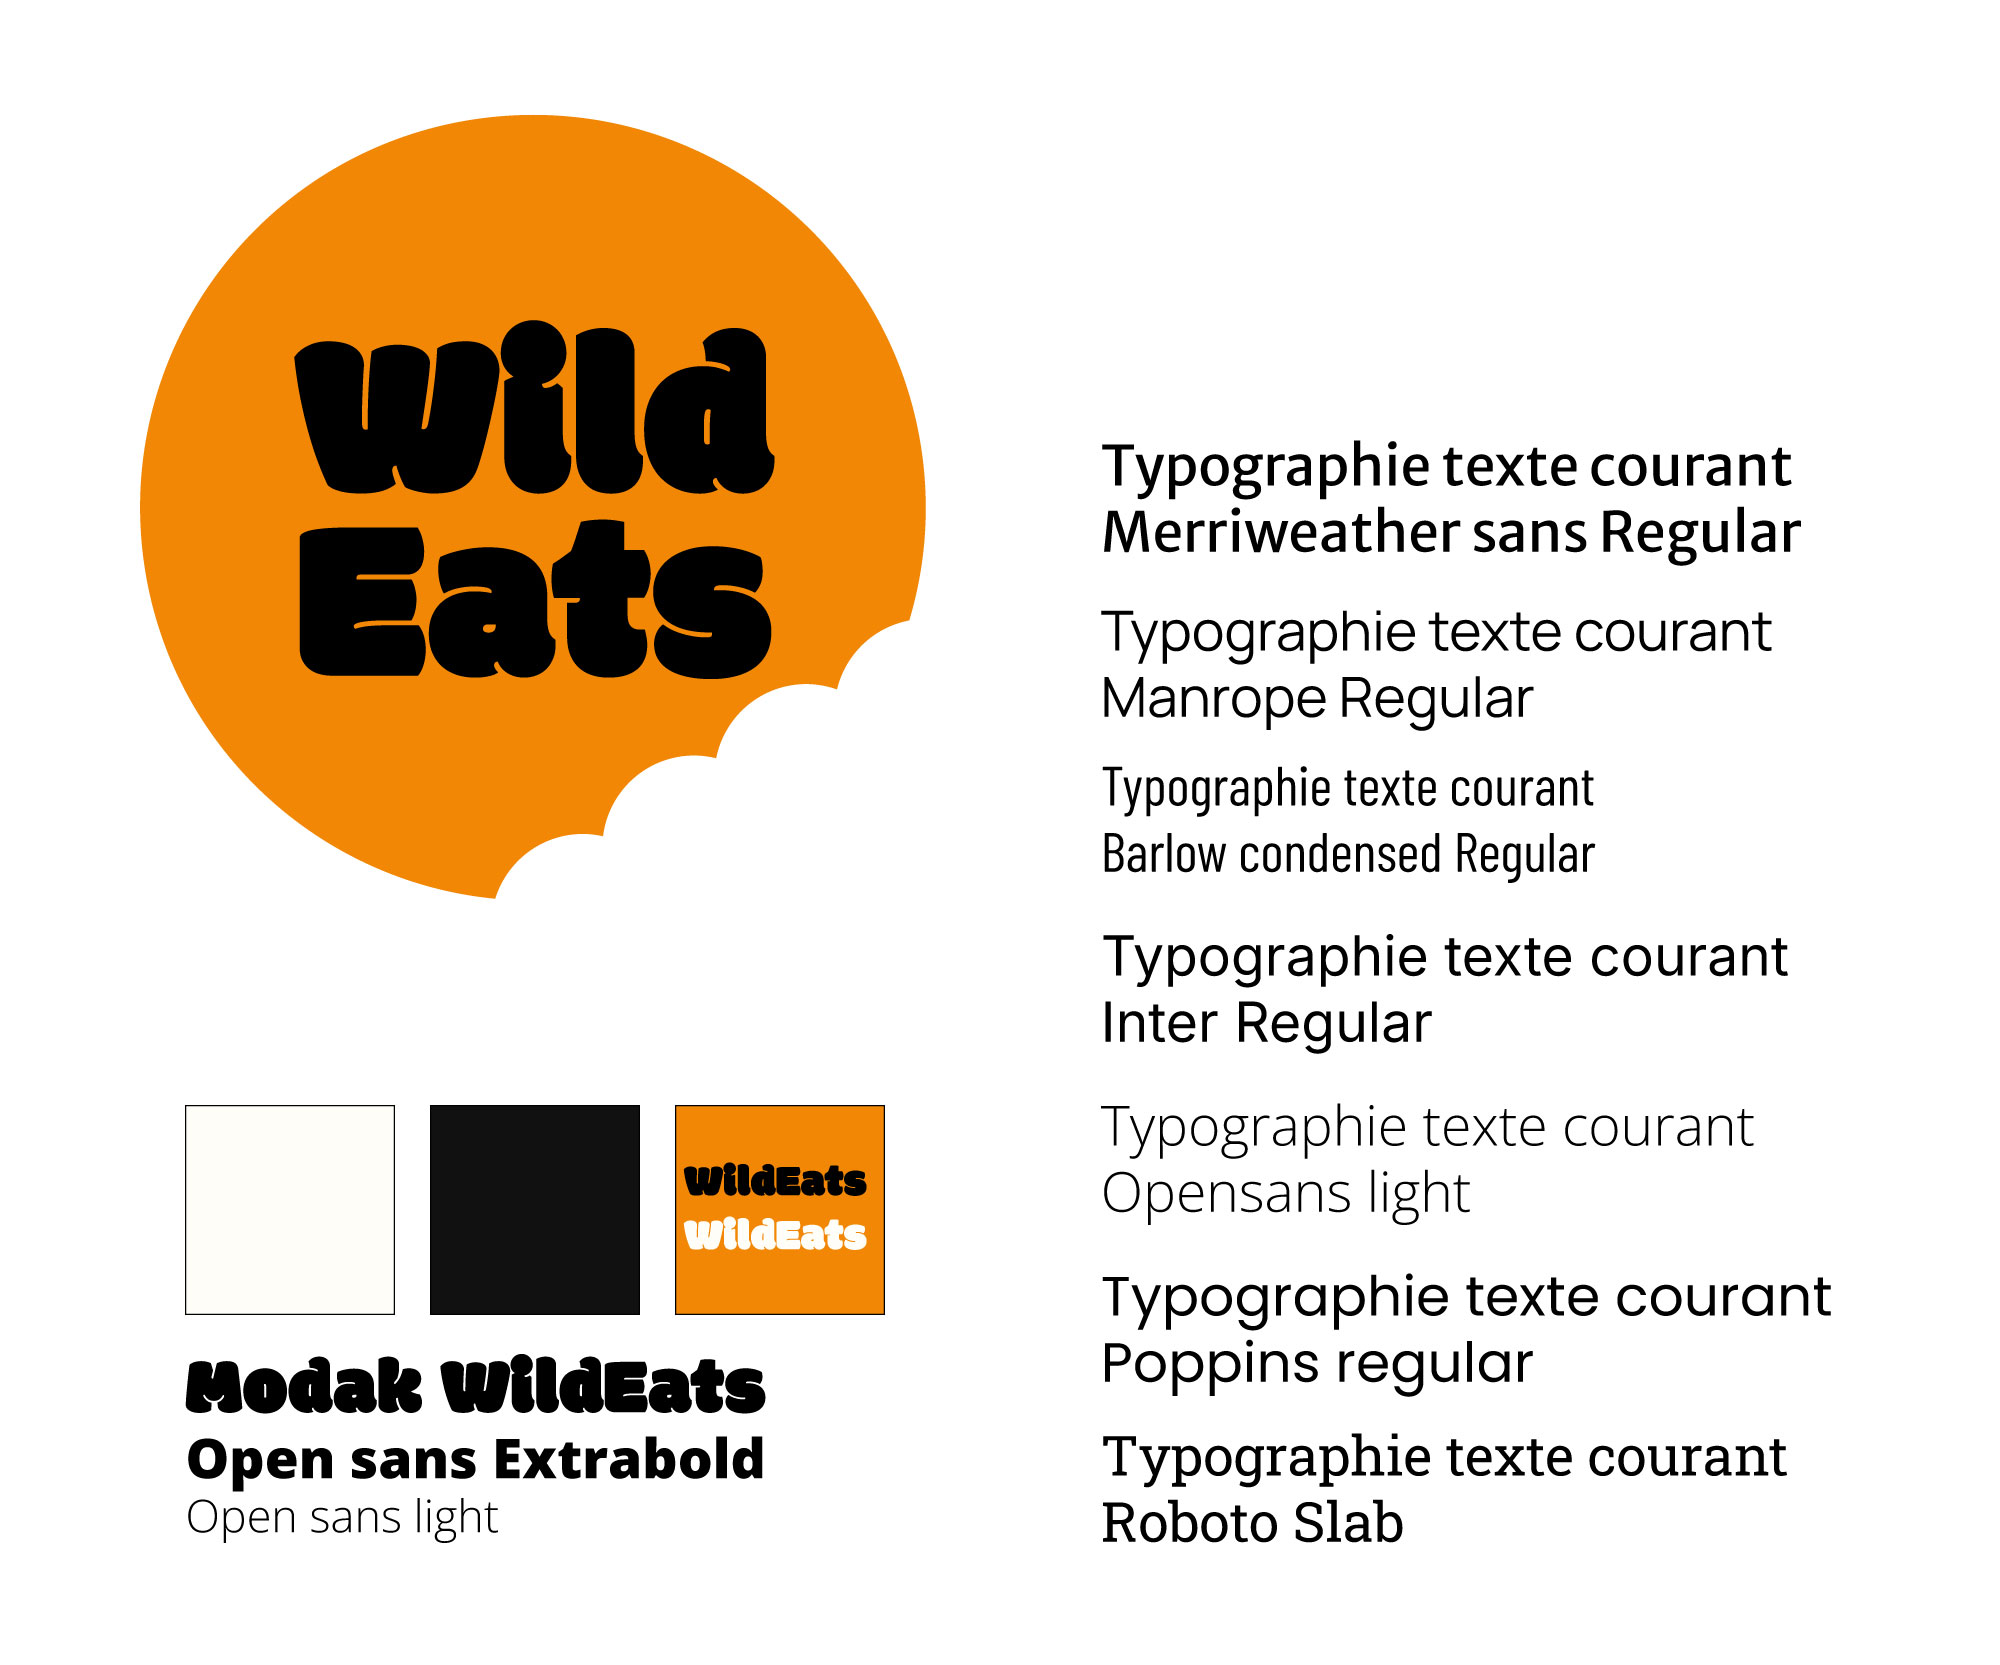 Wild
Eats
WildEats
WildEats
Modak WildEats
Open sans Extrabold
Open sans light
Typographie texte courant
Merriweather sans Regular
Typographie texte courant
Manrope Regular
Typographie texte courant
Barlow condensed Regular
Typographie texte courant
Inter Regular
Typographie texte courant
Opensans light
Typographie texte courant
Poppins regular
Typographie texte courant
Roboto Slab